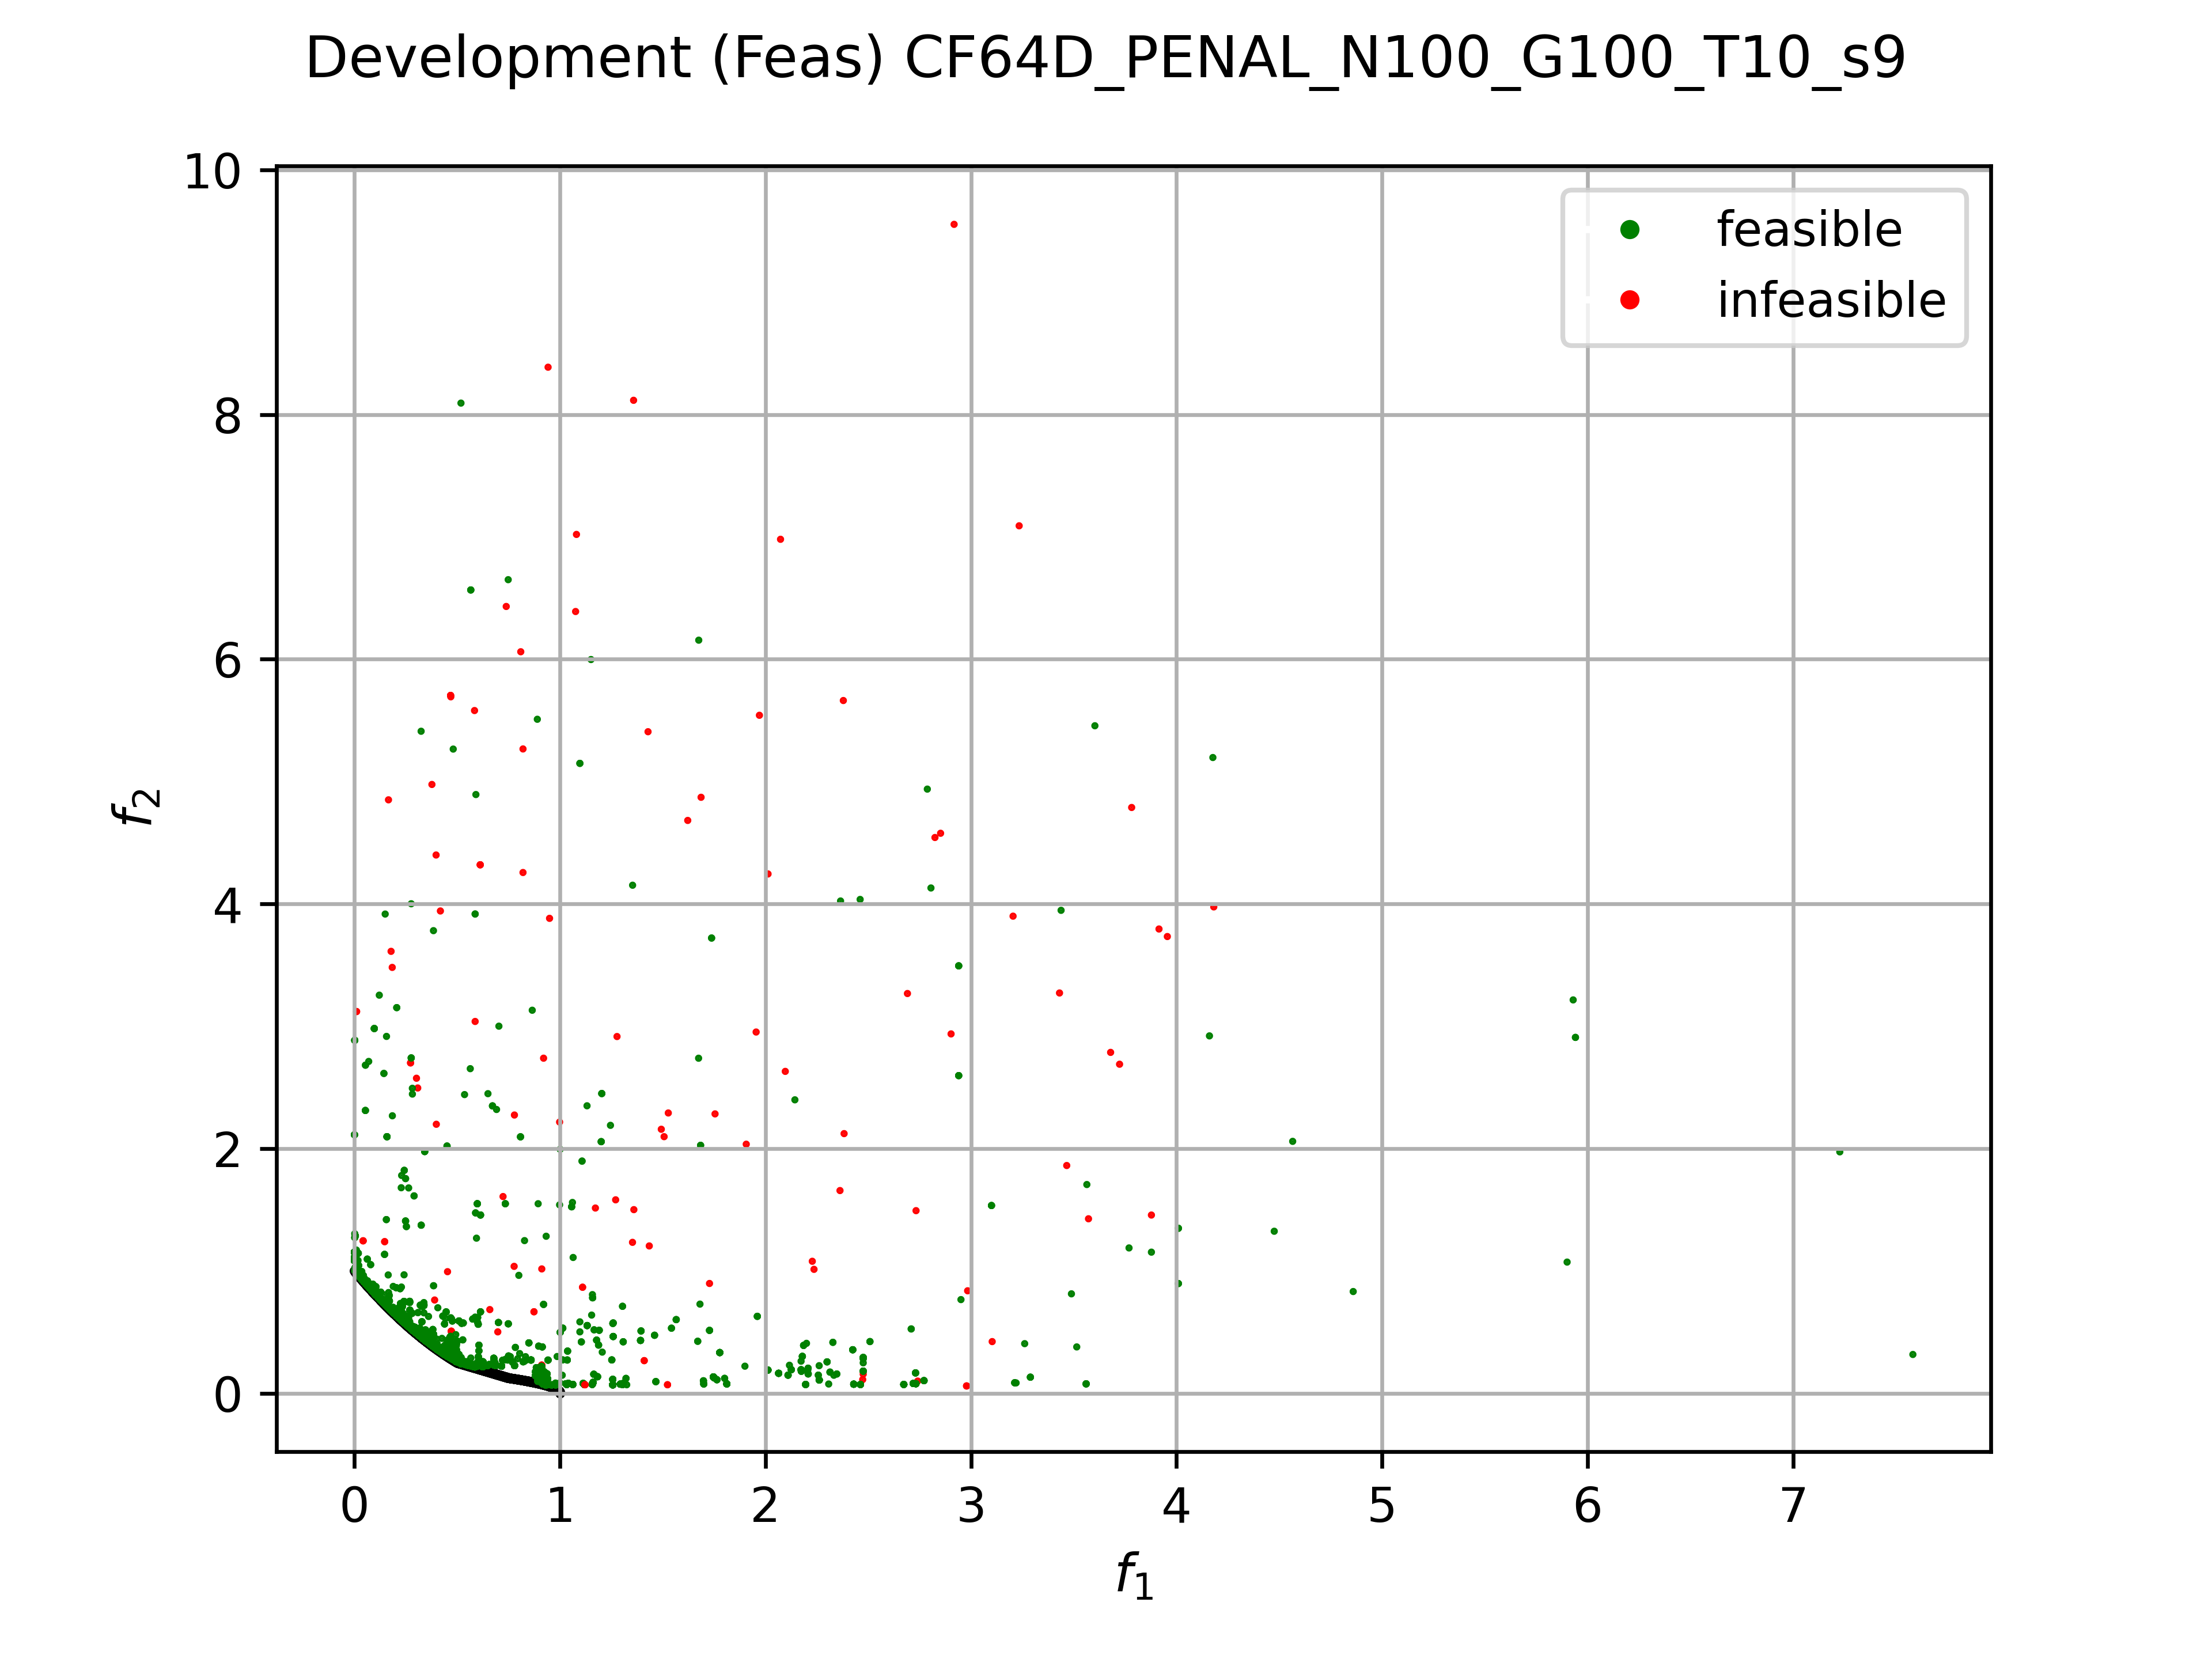 Development (Feas) CF64D_PENAL_N100_G100_T10_s9
feasible
infeasible
10
8
6
4
2
0
f2
0 1 2 3 4 5 6 7
f1